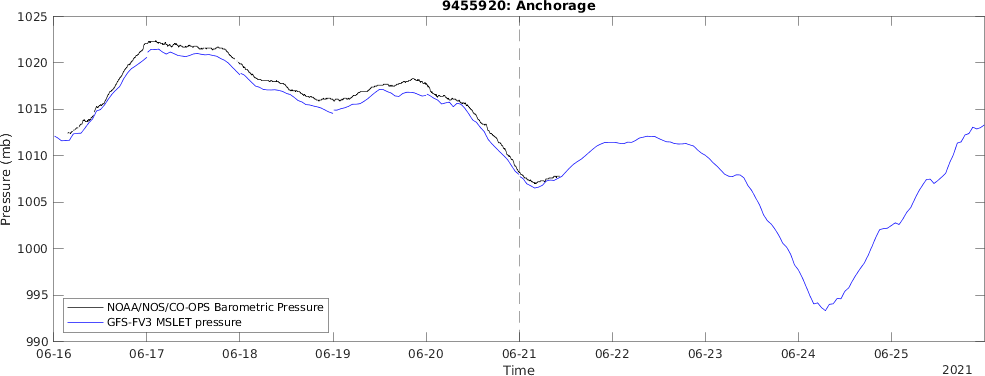 9455920: Anchorage
1025
1020
1015
1010
1005
1000
995
990
Pressure (mb)
NOAA/NOS/CO-OPS Barometric Pressure
GFS-FV3 MSLET pressure
06-16 06-17 06-18 06-19 06-20 06-21 06-22 06-23 06-24 06-25
Time
2021